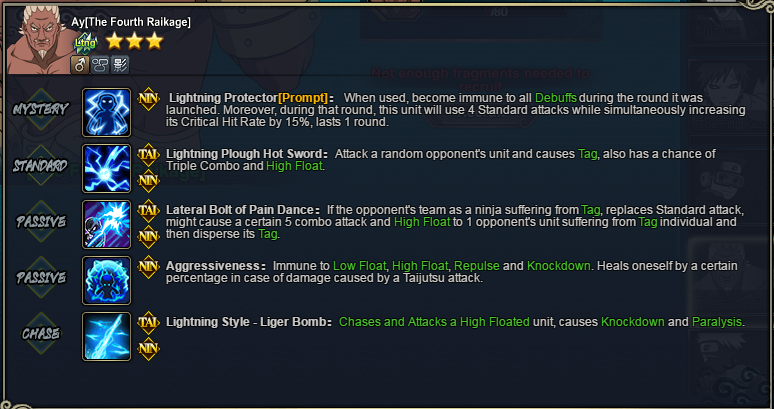 /80
Ay[The Fourth Raikage]
Ltng
Not enough fragments needed to
recruit
MYSTERY
NIN
Lightning Protector[Prompt]: When used, become immune to all Debuffs during the round it was
launched. Moreover, during that round, this unit will use 4 Standard attacks while simultaneously increasing
its Critical Hit Rate by 15%, lasts 1 round.
STANDARD
TAI
NIN
Lightning Plough Hot Sword: Attack a random opponent's unit and causes Tag, also has a chance of
Triple Combo and High Float.
PASSIVE
TAI
NIN
Lateral Bolt of Pain Dance: If the opponent's team as a ninja suffering from Tag, replaces Standard attack,
might cause a certain 5 combo attack and High Float to 1 opponent's unit suffering from Tag individual and
then disperse its Tag.
PASSIVE
NIN
Aggressiveness: Immune to Low Float, High Float, Repulse and Knockdown. Heals oneself by a certain
percentage in case of damage caused by a Taijutsu attack.
CHASE
TAI
NIN
Lightning Style - Liger Bomb: Chases and Attacks a High Floated unit, causes Knockdown and Paralysis.